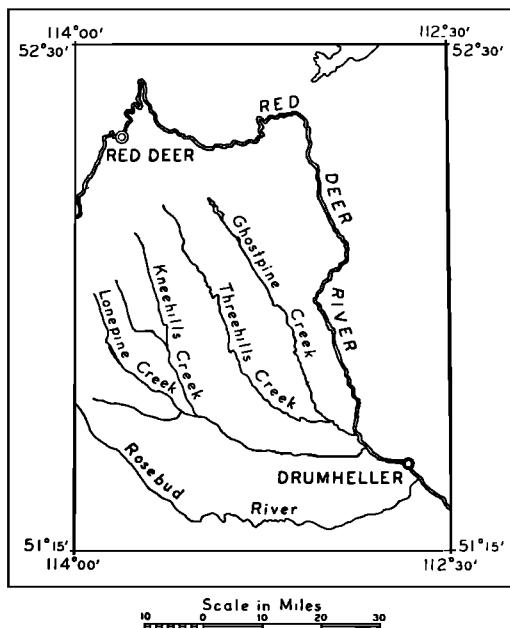 114°00' 112°30'
52°30' 52°30'
RED
RED DEER
DEER
Ghostpine
Creek
Kneehills
Creek
Threehills
Creek
RIVER
Lonepine
Creek
DRUMHELLER
Rosebud
River
51°15' 51°15'
114°00' 112°30'
Scale in Miles
10 0 10 20 30